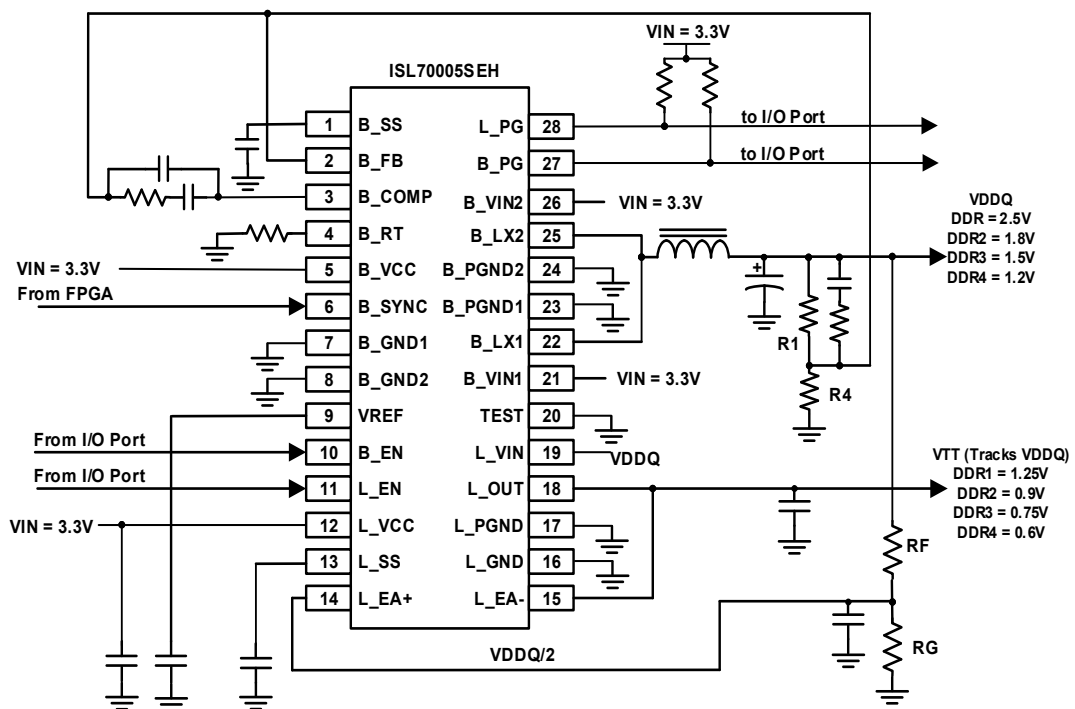 VIN = 3.3V
ISL70005SEH
1 B_SS
2 B_FB
3 B_COMP
4 B_RT
VIN = 3.3V
5 B_VCC
From FPGA
6 B_SYNC
7 B_GND1
8 B_GND2
9 VREF
From I/O Port
10 B_EN
From I/O Port
11 L_EN
VIN = 3.3V
12 L_VCC
13 L_SS
14 L_EA+
L_PG 28
to I/O Port
B_PG 27
to I/O Port
B_VIN2 26
VIN = 3.3V
B_LX2 25
B_PGND2 24
B_PGND1 23
B_LX1 22
B_VIN1 21
VIN = 3.3V
TEST 20
L_VIN 19
VDDQ
L_OUT 18
L_PGND 17
L_GND 16
L_EA- 15
VDDQ/2
+
R1
R4
VDDQ
DDR = 2.5V
DDR2 = 1.8V
DDR3 = 1.5V
DDR4 = 1.2V
VTT (Tracks VDDQ)
DDR1 = 1.25V
DDR2 = 0.9V
DDR3 = 0.75V
DDR4 = 0.6V
RF
RG